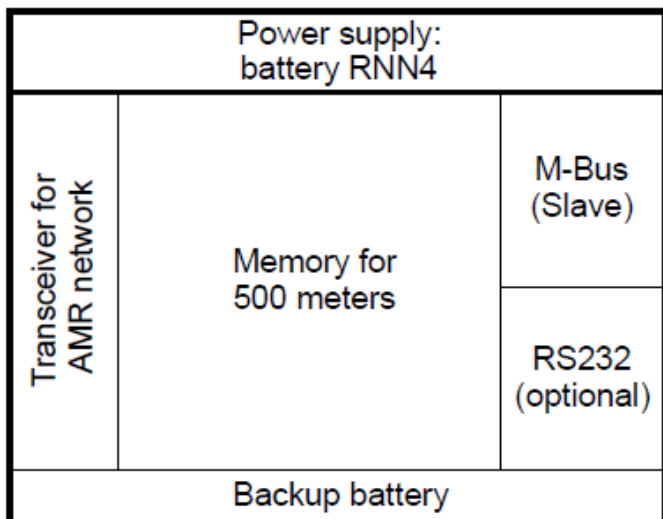 Power supply:
battery RNN4
Transceiver for
AMR network
Memory for
500 meters
M-Bus
(Slave)
RS232
(optional)
Backup battery